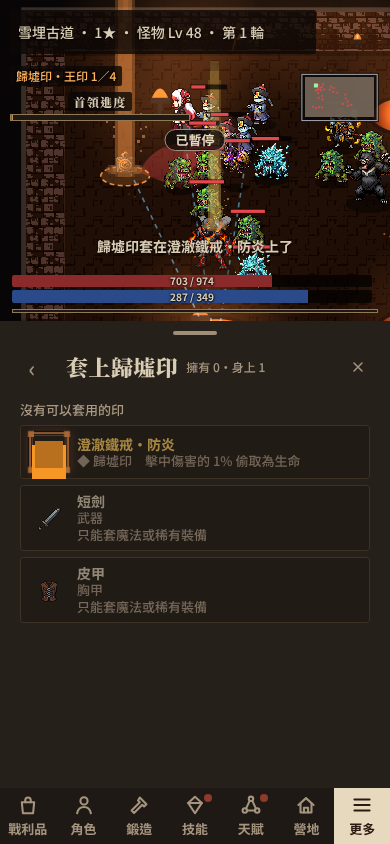 雪埋古道 • 1★ • 怪物 Lv 48 • 第 1 輪
歸墟印・王印 1／4
首領進度
已暫停
歸墟印套在澄澈鐵戒・防炎上了
703 / 974
287 / 349
套上歸墟印 擁有 0・身上 1
沒有可以套用的印
澄澈鐵戒・防炎
◆ 歸墟印 擊中傷害的 1% 偷取為生命
短劍
武器
只能套魔法或稀有裝備
皮甲
胸甲
只能套魔法或稀有裝備
戰利品 角色 鍛造 技能 天賦 營地 更多